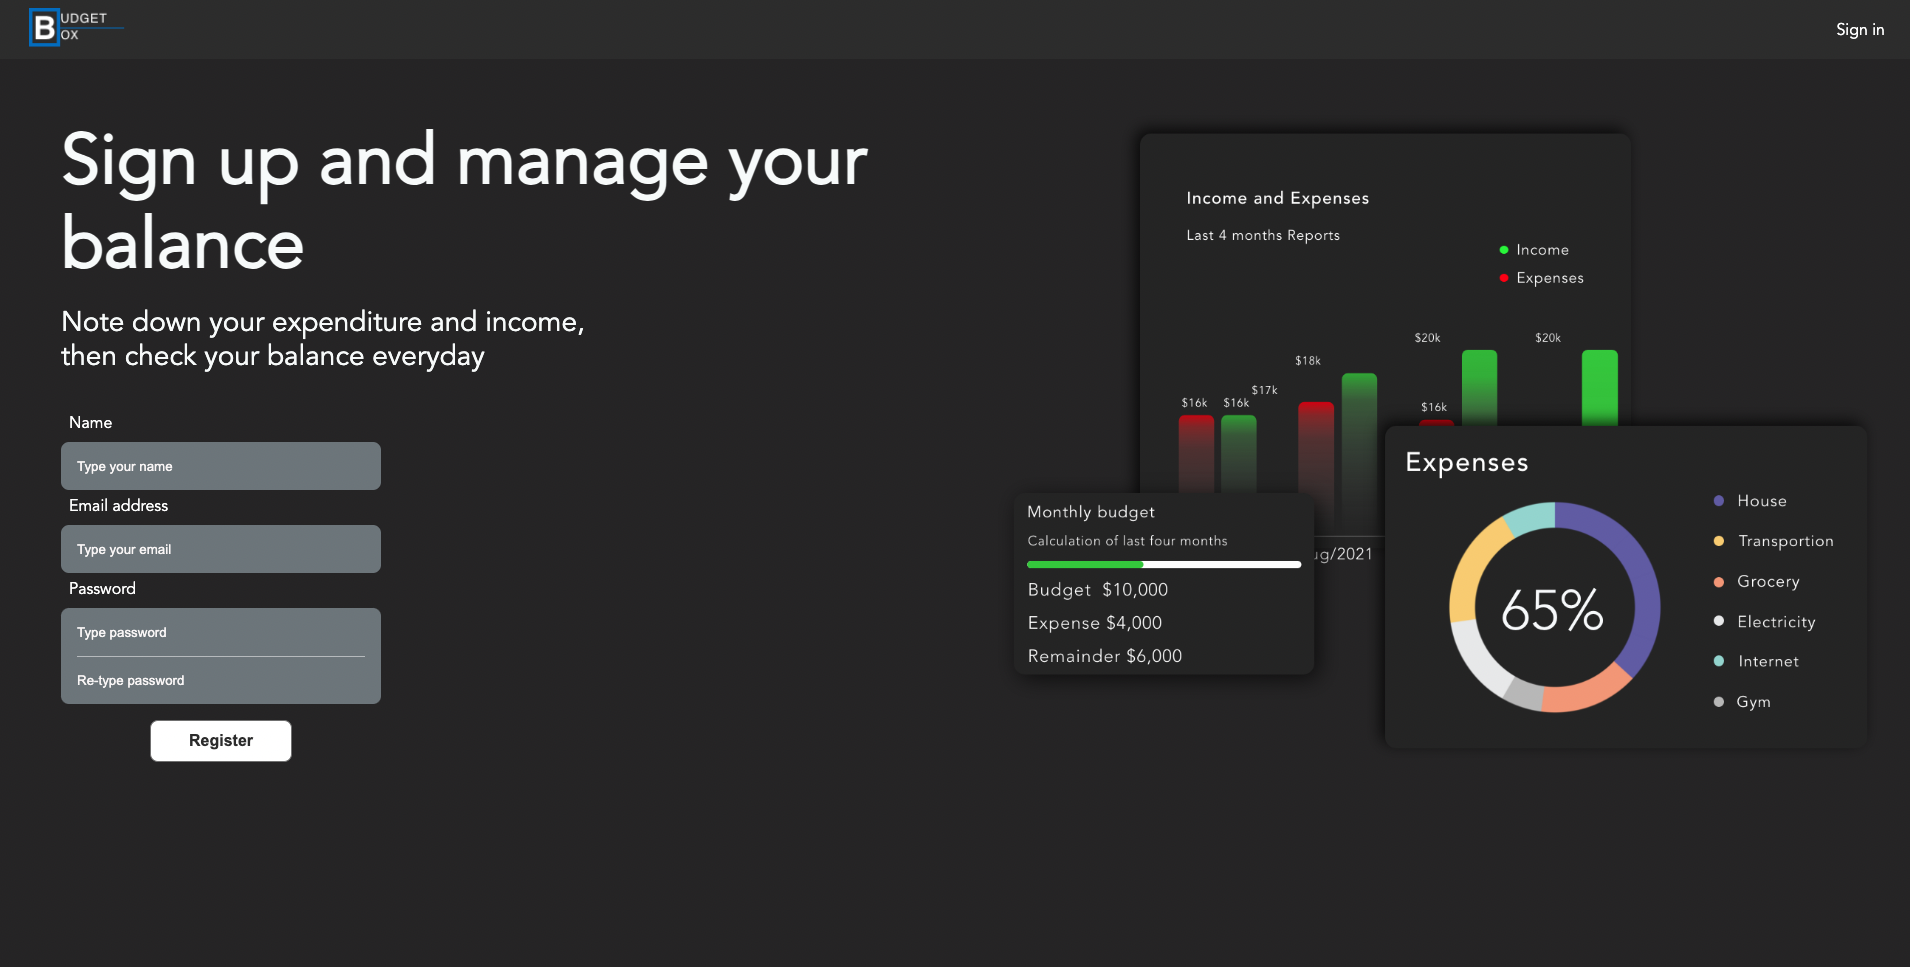 BUDGET
BOX
Sign in
Sign up and manage your
balance
Note down your expenditure and income,
then check your balance everyday
Name
Type your name
Email address
Type your email
Password
Type password
Re-type password
Register
Income and Expenses
Last 4 months Reports
Income
Expenses
$16k
$16k
$17k
$18k
$20k
$16k
$20k
ug/2021
Monthly budget
Calculation of last four months
Budget $10,000
Expense $4,000
Remainder $6,000
Expenses
65%
House
Transportion
Grocery
Electricity
Internet
Gym